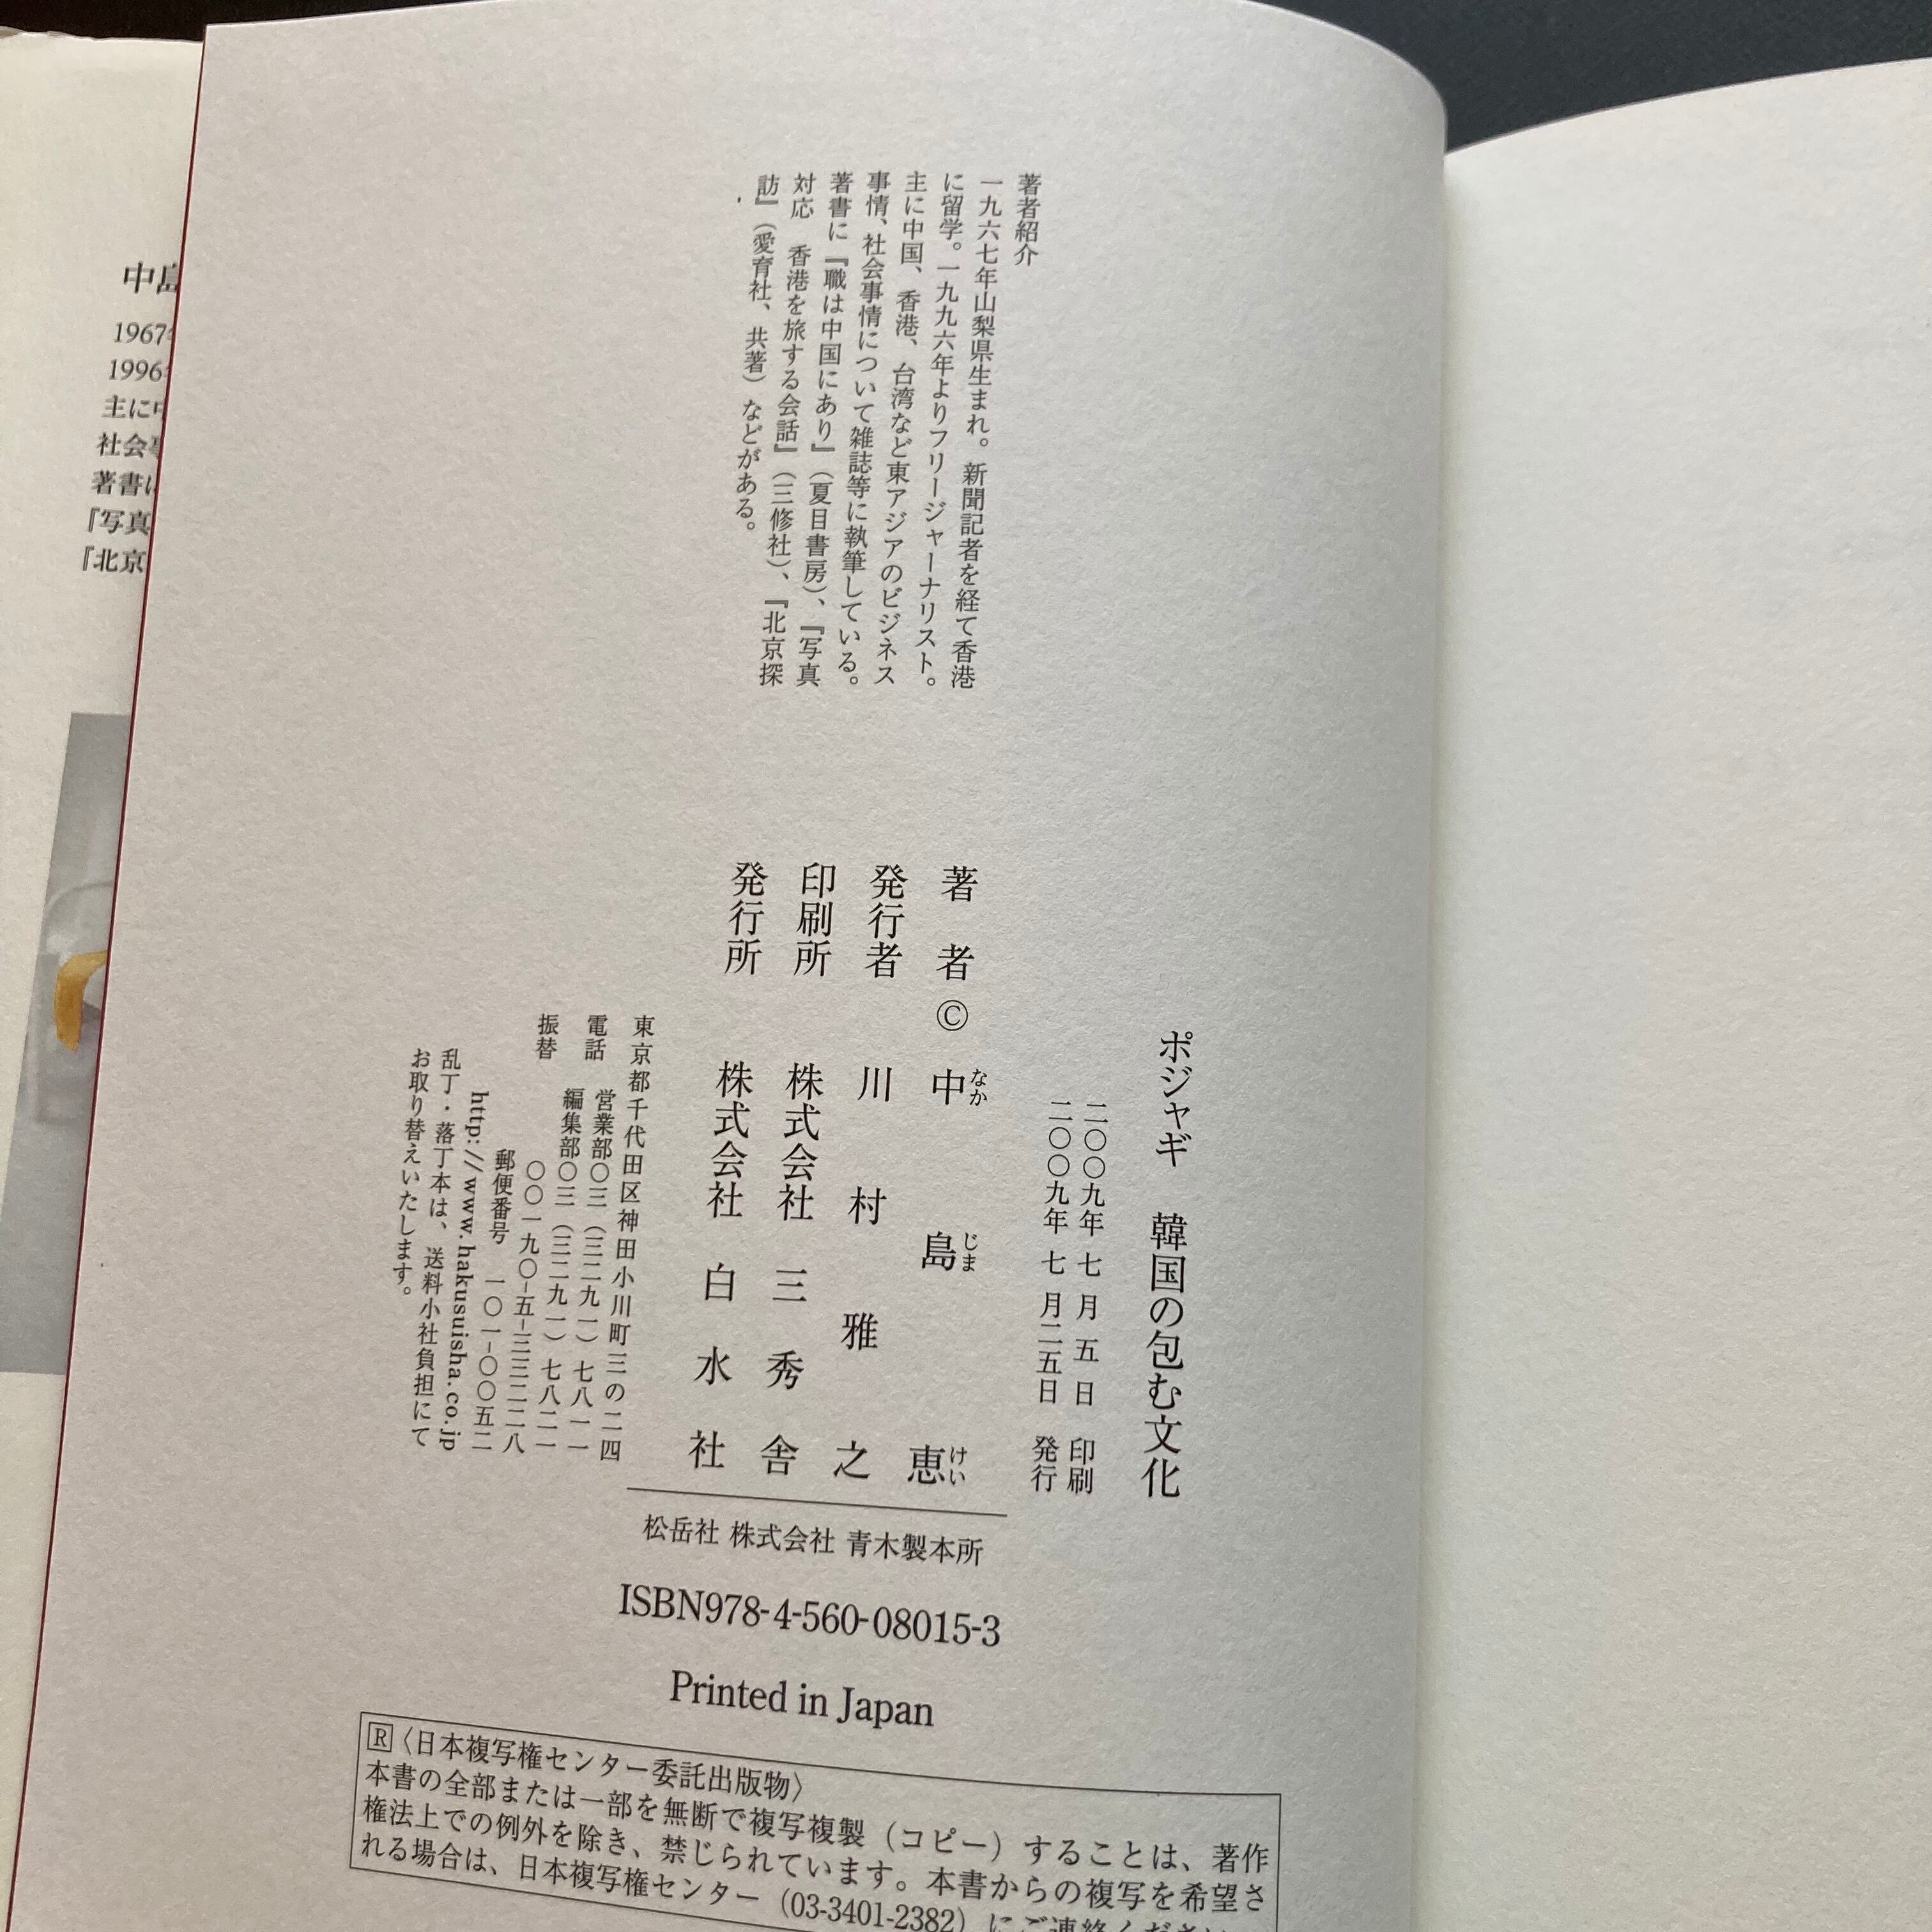 著者紹介
一九六七年山梨県生まれ。新聞記者を経て香港
に留学。一九九六年よりフリージャーナリスト。
主に中国、香港、台湾など東アジアのビジネス
事情、社会事情について雑誌等に執筆している。
著書に『職は中国にあり』（夏目書房）、『写真
対応　香港を旅する会話』（三修社）、『北京探
訪』（愛育社、共著）などがある。
ポジャギ　韓国の包む文化
二〇〇九年 七 月 五 日　印刷
二〇〇九年 七 月二五日　発行
著　者 © 中島恵
なか じま けい
発行者　川村雅之
印刷所　株式会社 三秀舎
発行所　株式会社 白水社
東京都千代田区神田小川町三の二四
電話　営業部〇三（三二九一）七八一一
編集部〇三（三二九一）七八二一
振替　〇〇一九〇-五-三三二二八
郵便番号　一〇一-〇〇五二
http://www.hakusuisha.co.jp
乱丁・落丁本は、送料小社負担にて
お取り替えいたします。
松岳社 株式会社 青木製本所
ISBN978-4-560-08015-3
Printed in Japan
R〈日本複写権センター委託出版物〉
本書の全部または一部を無断で複写複製（コピー）することは、著作
権法上での例外を除き、禁じられています。本書からの複写を希望さ
れる場合は、日本複写権センター（03-3401-2382）にご連絡ください。
中島
1967
1996
主に中
社会事
著書に
『写真
『北京